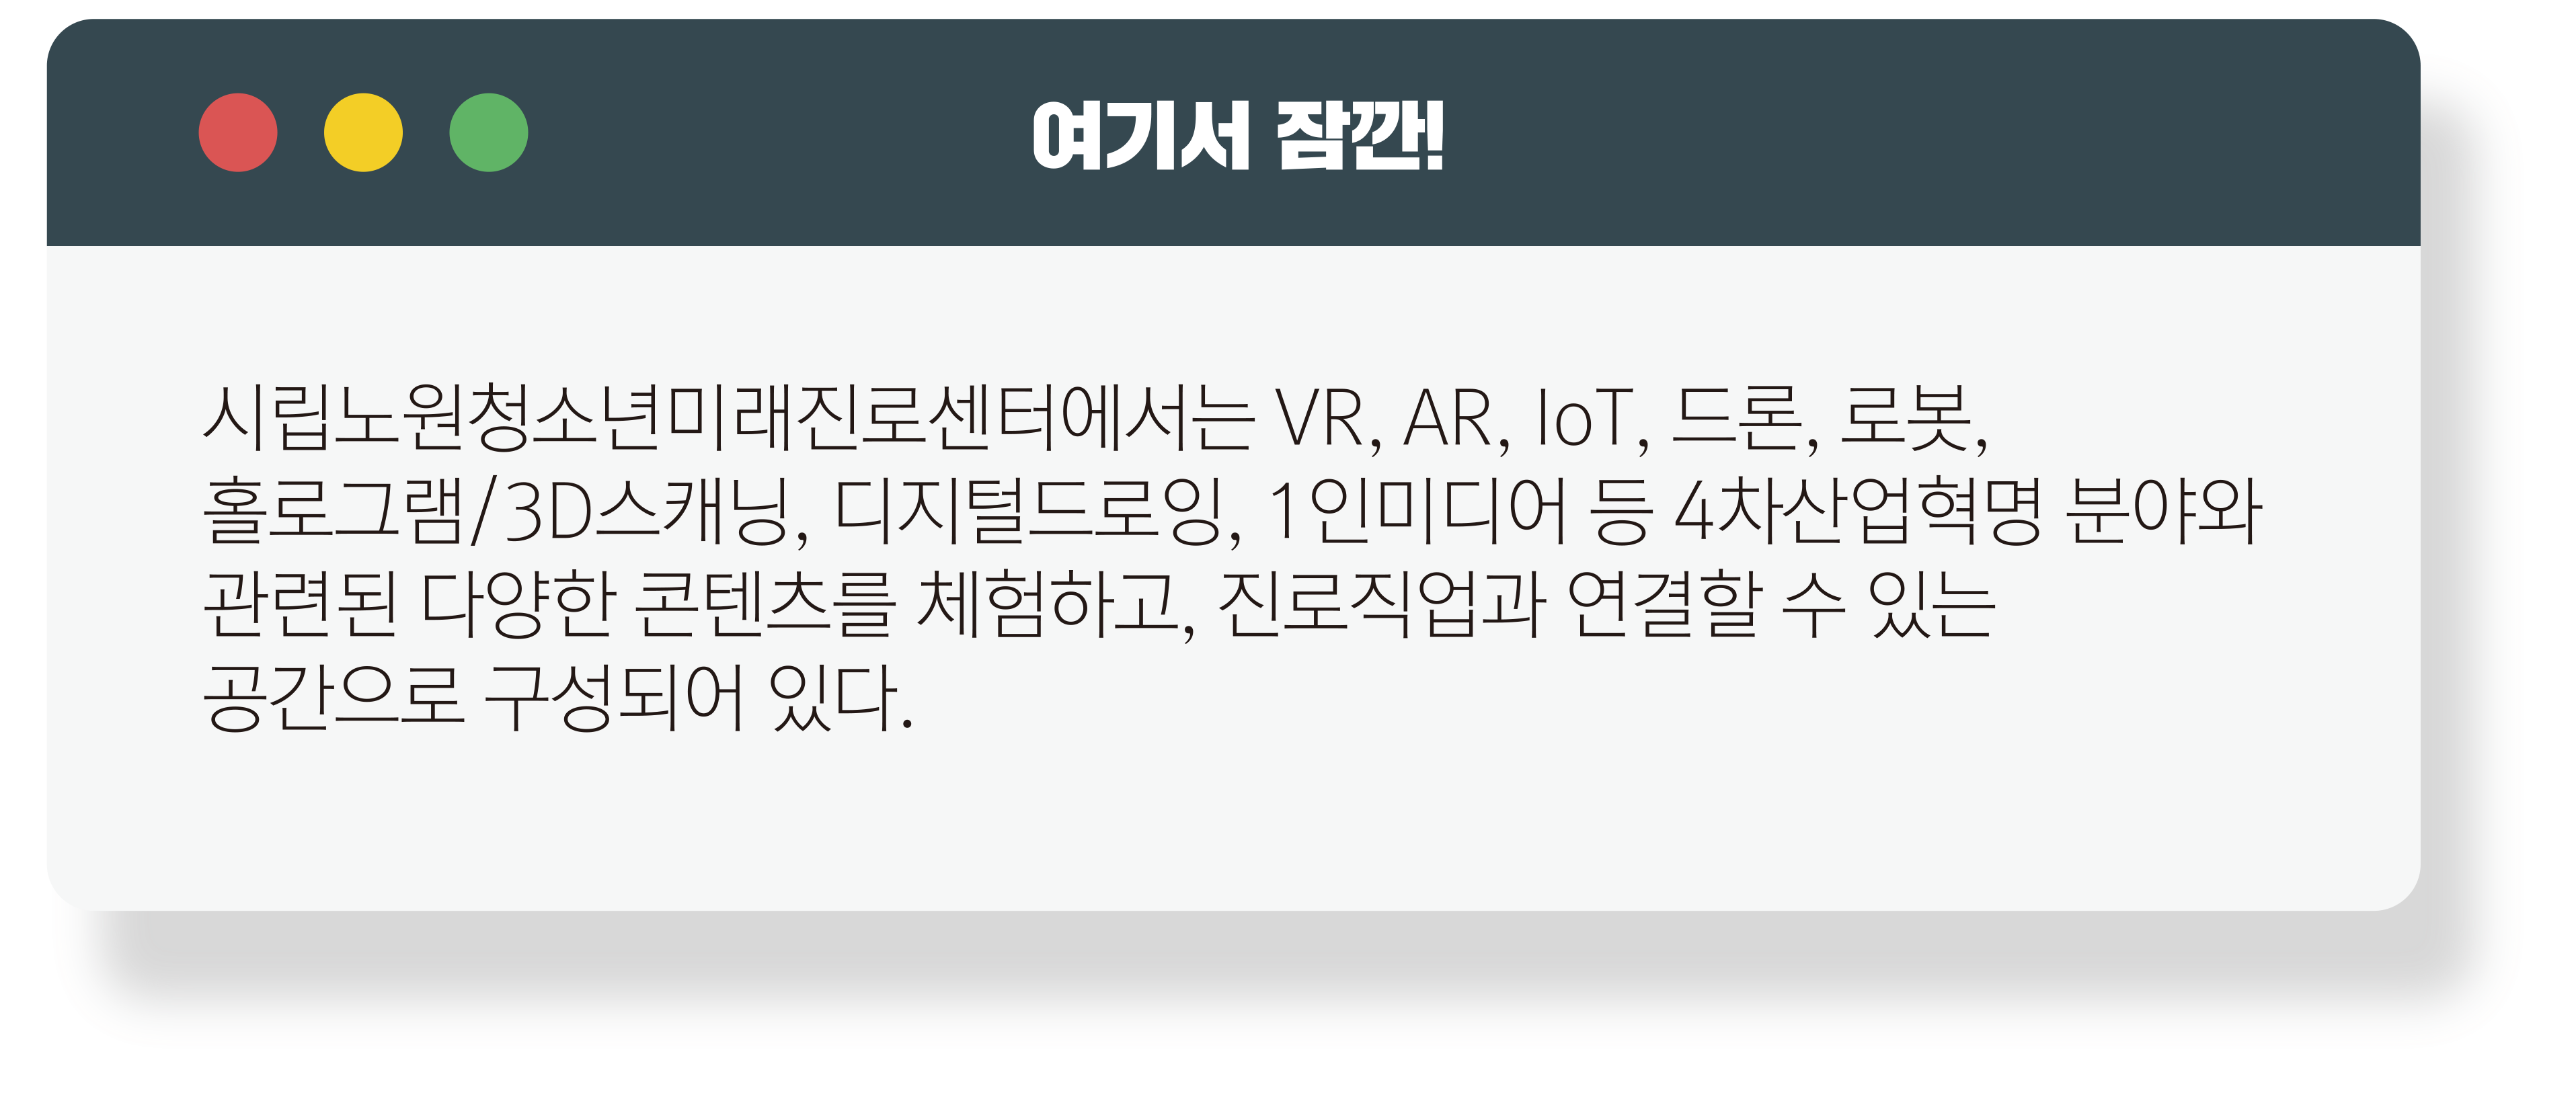 여기서 잠깐!
시립노원청소년미래진로센터에서는 VR, AR, IoT, 드론, 로봇,
홀로그램/3D스캐닝, 디지털드로잉, 1인미디어 등 4차산업혁명 분야와
관련된 다양한 콘텐츠를 체험하고, 진로직업과 연결할 수 있는
공간으로 구성되어 있다.